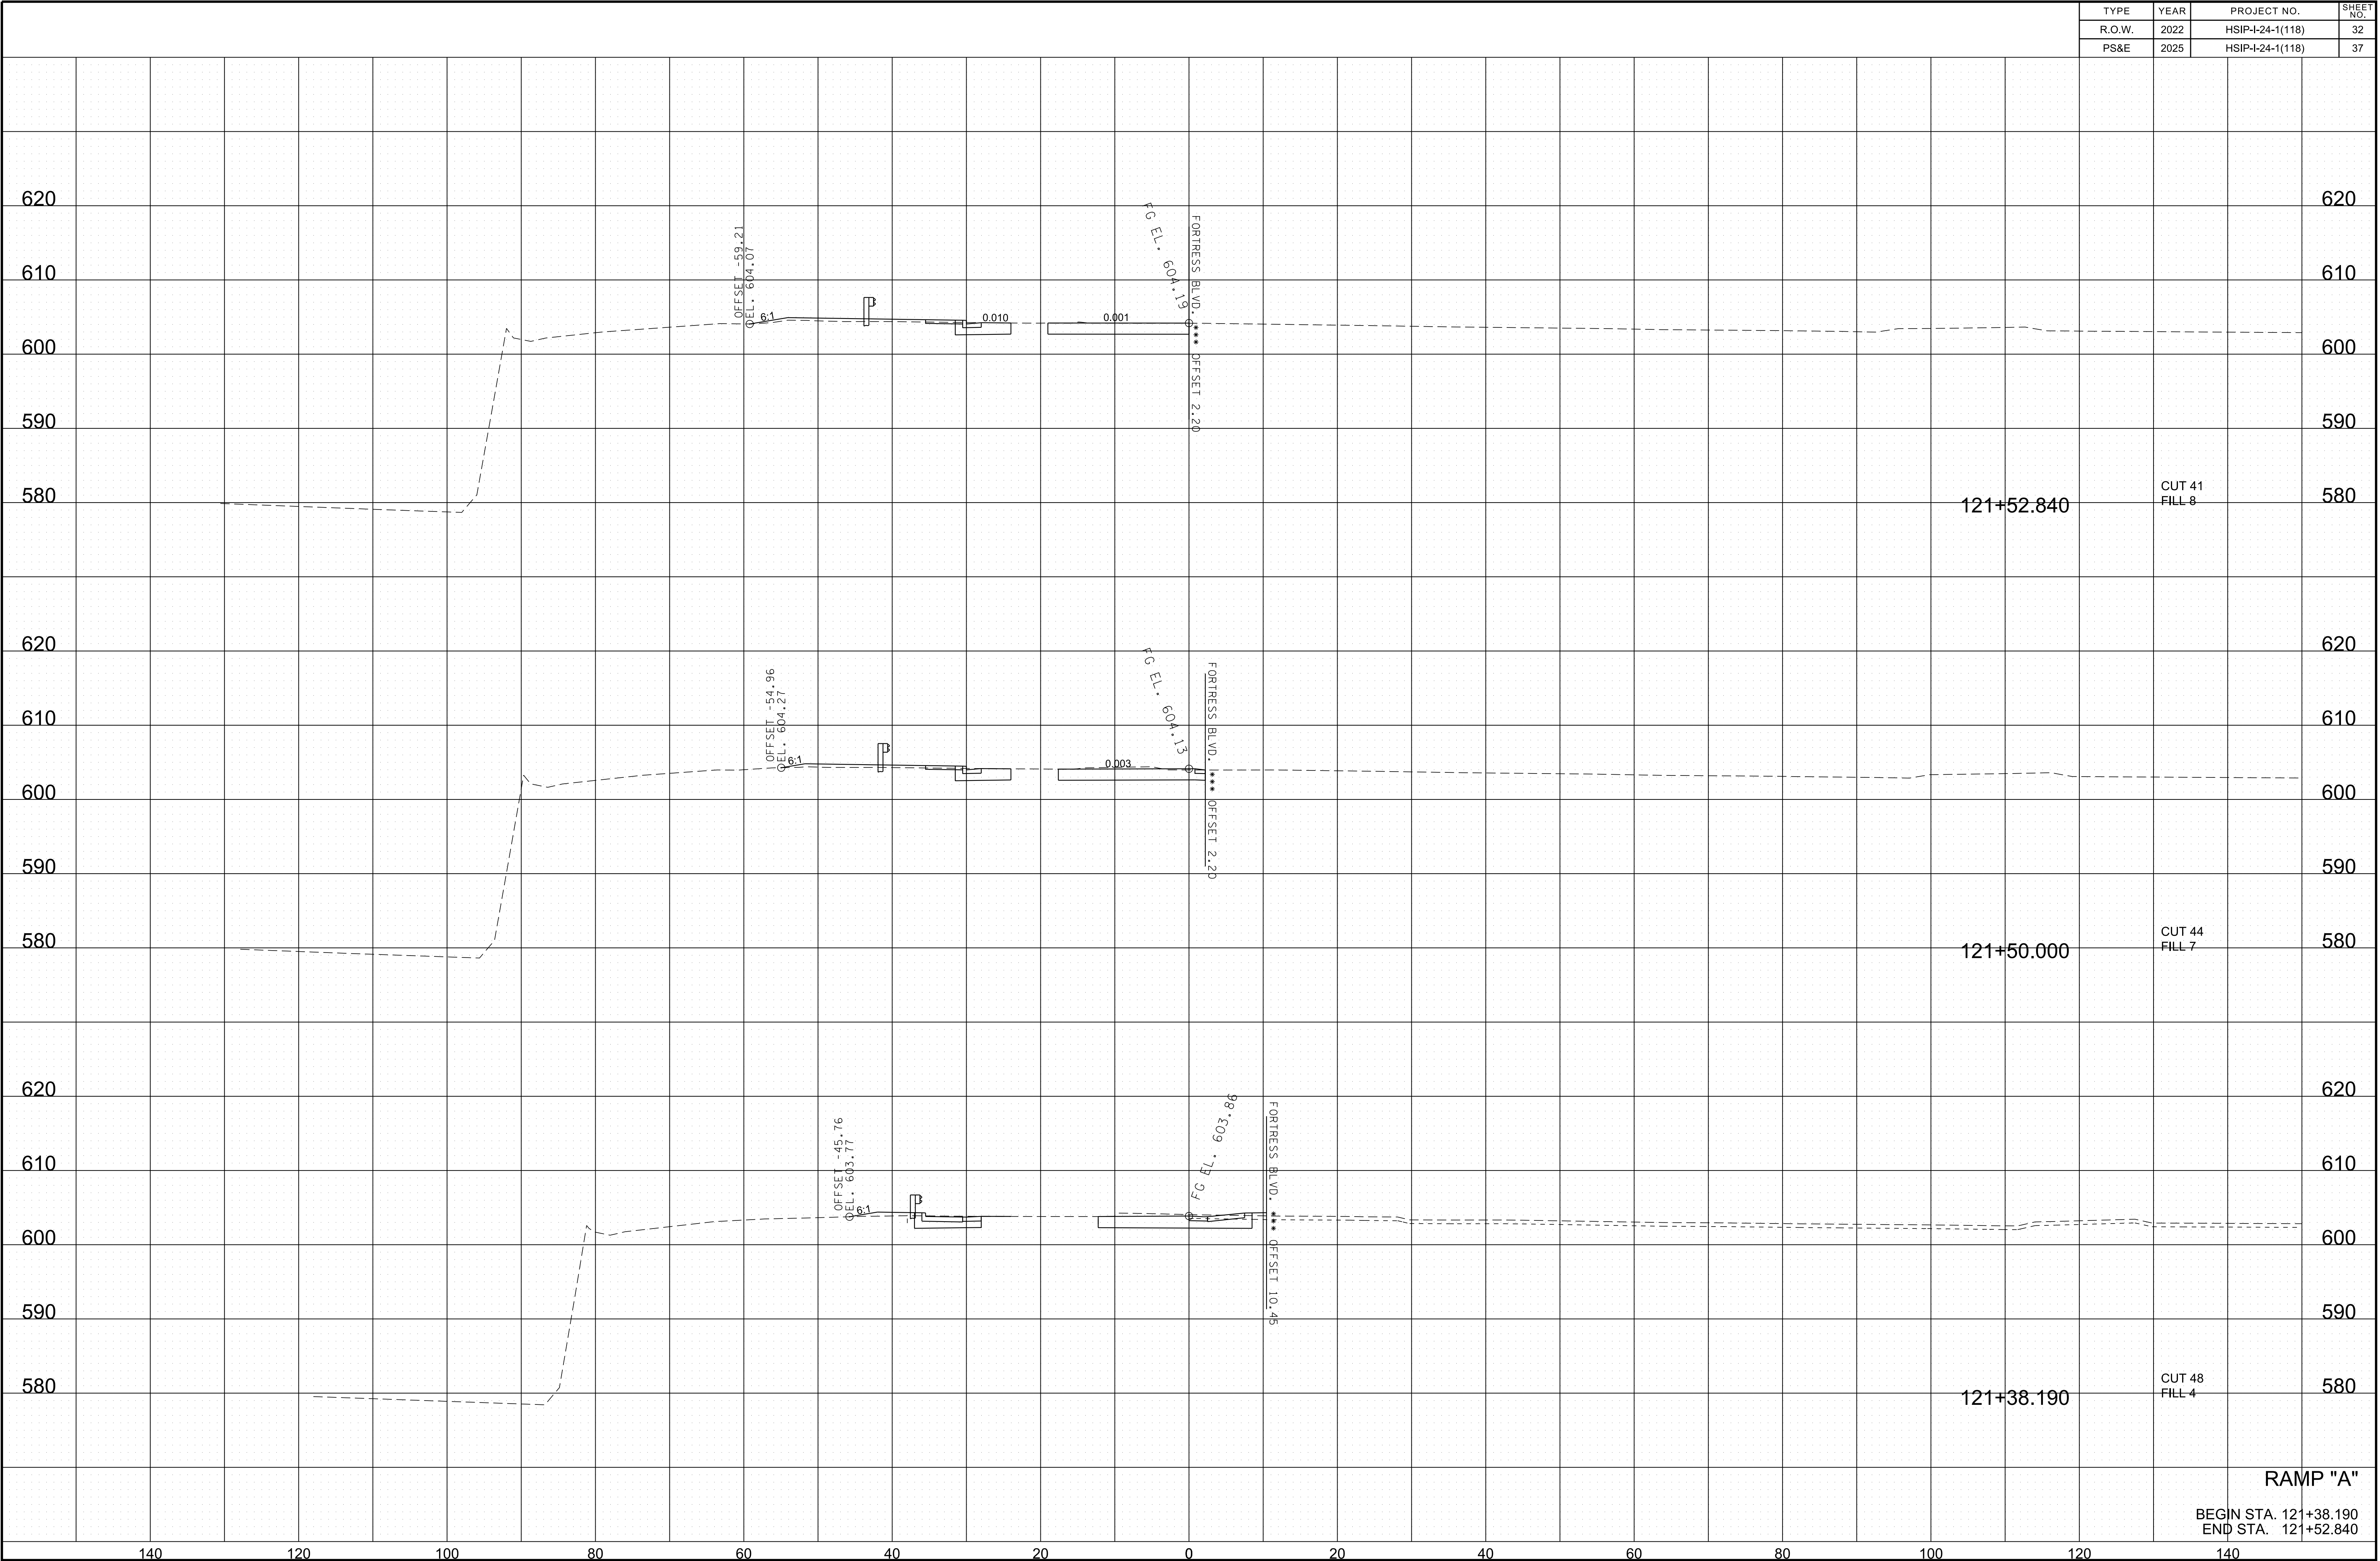 TYPE YEAR PROJECT NO. SHEET NO.
R.O.W. 2022 HSIP-I-24-1(118) 32
PS&E 2025 HSIP-I-24-1(118) 37
620 620
610 610
600 600
590 590
580 580
OFFSET -59.21
EL. 604.07
6:1
0.010
0.001
FG EL. 604.19
FORTRESS BLVD. *** OFFSET 2.20
121+52.840
CUT 41
FILL 8
620 620
610 610
600 600
590 590
580 580
OFFSET -54.96
EL. 604.27
6:1
0.003
FG EL. 604.13
FORTRESS BLVD. *** OFFSET 2.20
121+50.000
CUT 44
FILL 7
620 620
610 610
600 600
590 590
580 580
OFFSET -45.76
EL. 603.77
6:1
FG EL. 603.86
FORTRESS BLVD. *** OFFSET 10.45
121+38.190
CUT 48
FILL 4
RAMP "A"
BEGIN STA. 121+38.190
END STA. 121+52.840
140 120 100 80 60 40 20 0 20 40 60 80 100 120 140